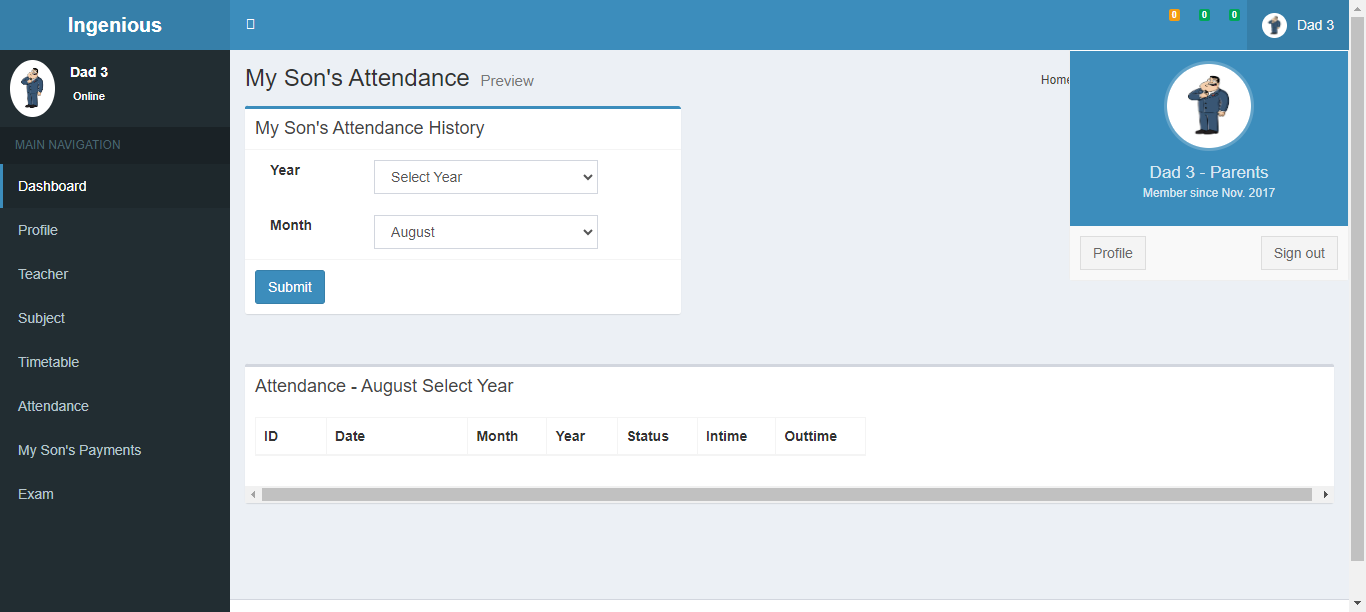 Ingenious
0 0 0 Dad 3
Dad 3
Online
MAIN NAVIGATION
Dashboard
Profile
Teacher
Subject
Timetable
Attendance
My Son's Payments
Exam
My Son's Attendance Preview
Home
My Son's Attendance History
Year Select Year
Month August
Submit
Dad 3 - Parents
Member since Nov. 2017
Profile Sign out
Attendance - August Select Year
ID Date Month Year Status Intime Outtime